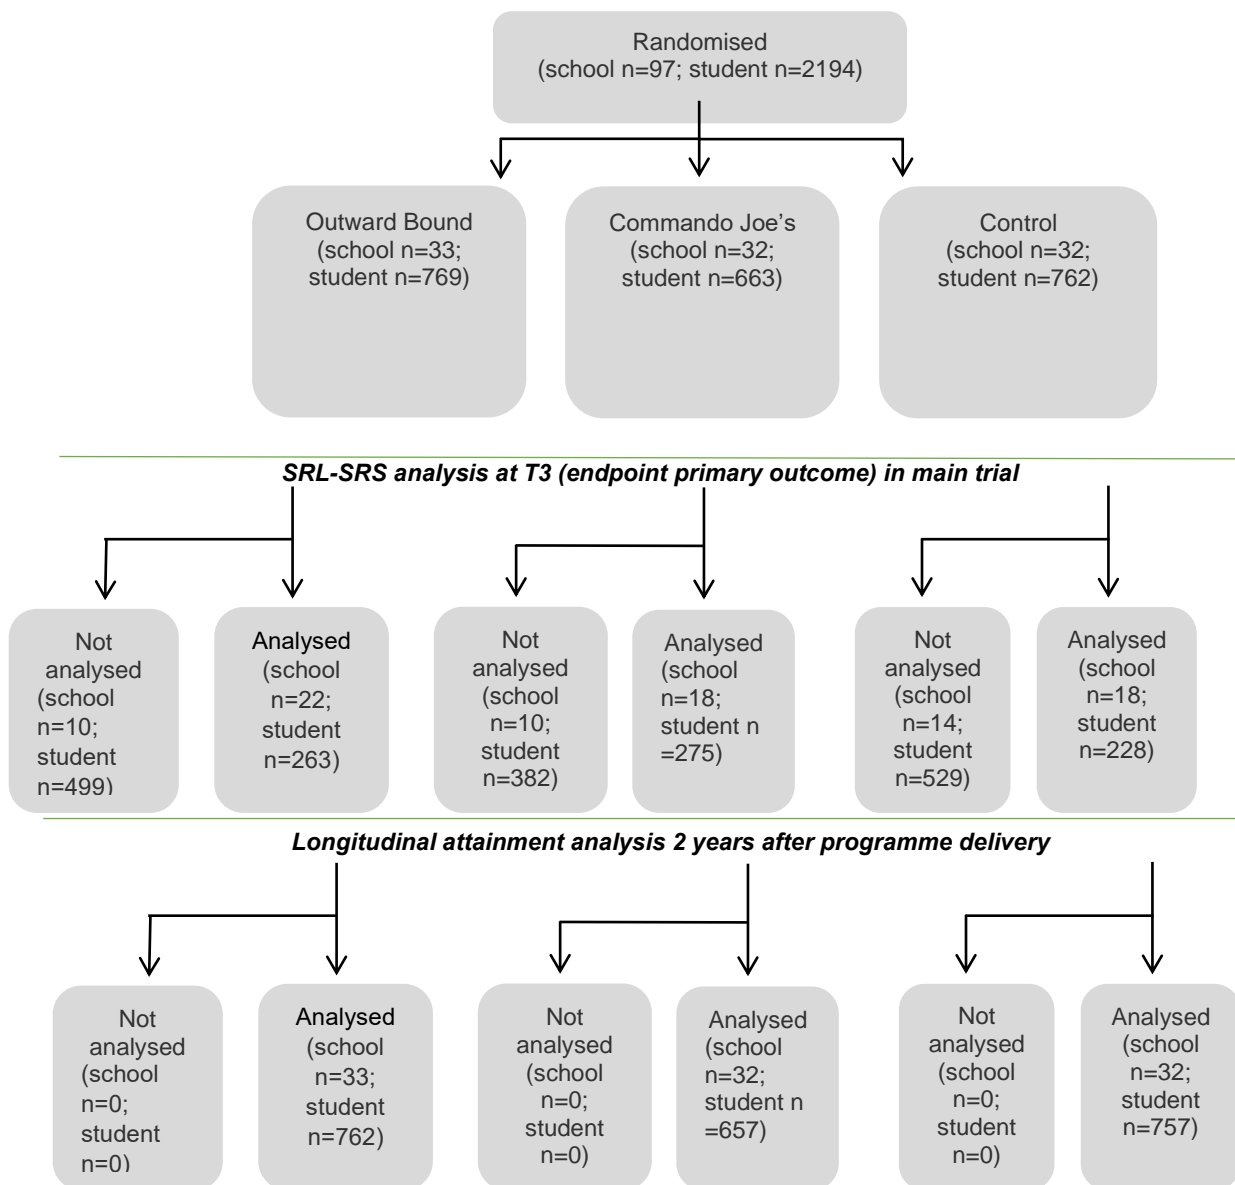 Randomised
(school n=97; student n=2194)
Outward Bound
(school n=33;
student n=769)
Commando Joe's
(school n=32;
student n=663)
Control
(school n=32;
student n=762)
SRL-SRS analysis at T3 (endpoint primary outcome) in main trial
Not
analysed
(school
n=10;
student
n=499)
Analysed
(school
n=22;
student
n=263)
Not
analysed
(school
n=10;
student
n=382)
Analysed
(school
n=18;
student n
=275)
Not
analysed
(school
n=14;
student
n=529)
Analysed
(school
n=18;
student
n=228)
Longitudinal attainment analysis 2 years after programme delivery
Not
analysed
(school
n=0;
student
n=0)
Analysed
(school
n=33;
student
n=762)
Not
analysed
(school
n=0;
student
n=0)
Analysed
(school
n=32;
student n
=657)
Not
analysed
(school
n=0;
student
n=0)
Analysed
(school
n=32;
student
n=757)